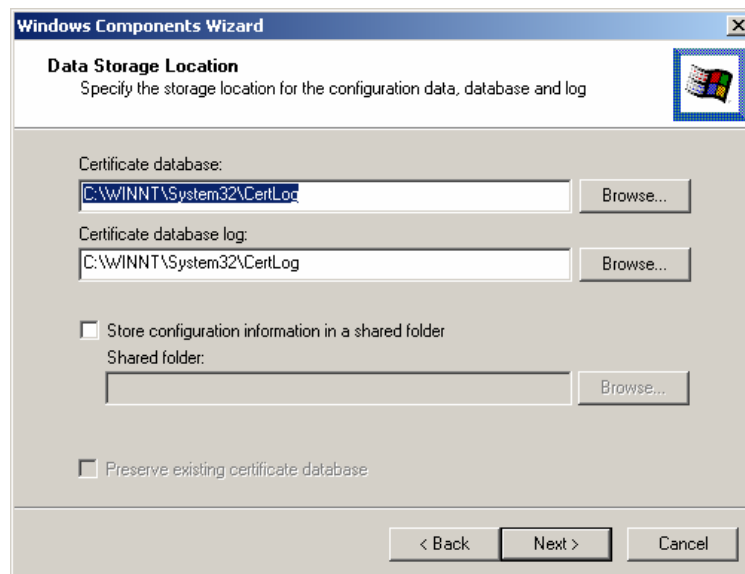 Windows Components Wizard
Data Storage Location
Specify the storage location for the configuration data, database and log
Certificate database:
C:\WINNT\System32\CertLog
Browse...
Certificate database log:
C:\WINNT\System32\CertLog
Browse...
Store configuration information in a shared folder
Shared folder:
Browse...
Preserve existing certificate database
< Back
Next >
Cancel